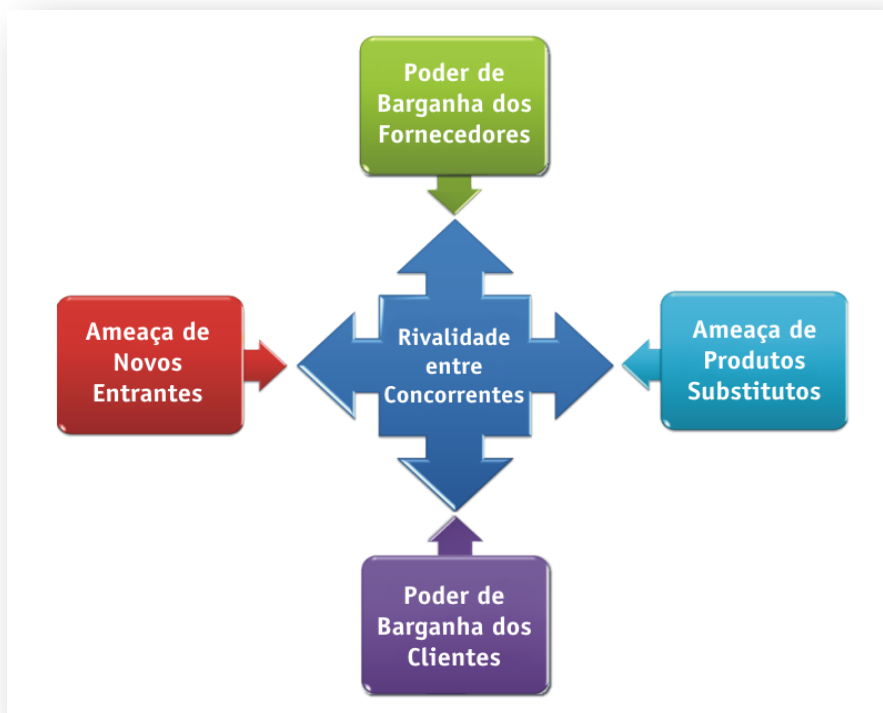 Poder de
Barganha dos
Fornecedores
Ameaça de
Novos
Entrantes
Rivalidade
entre
Concorrentes
Ameaça de
Produtos
Substitutos
Poder de
Barganha dos
Clientes